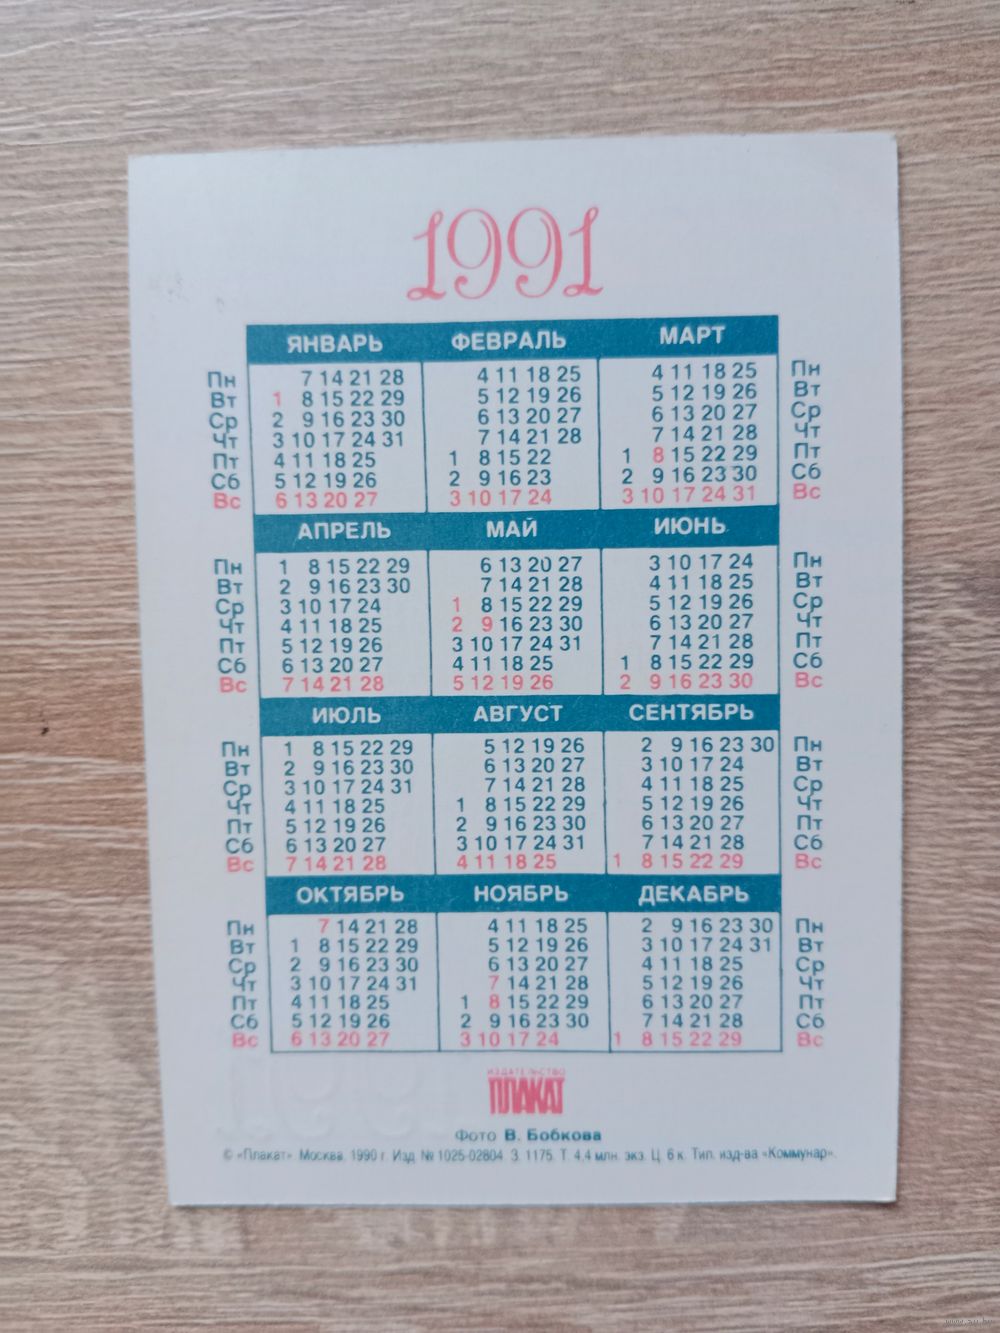 1991
ЯНВАРЬ ФЕВРАЛЬ МАРТ
Пн 7 14 21 28 4 11 18 25 4 11 18 25 Пн
Вт 1 8 15 22 29 5 12 19 26 5 12 19 26 Вт
Ср 2 9 16 23 30 6 13 20 27 6 13 20 27 Ср
Чт 3 10 17 24 31 7 14 21 28 7 14 21 28 Чт
Пт 4 11 18 25 1 8 15 22 1 8 15 22 29 Пт
Сб 5 12 19 26 2 9 16 23 2 9 16 23 30 Сб
Вс 6 13 20 27 3 10 17 24 3 10 17 24 31 Вс
АПРЕЛЬ МАЙ ИЮНЬ
Пн 1 8 15 22 29 6 13 20 27 3 10 17 24 Пн
Вт 2 9 16 23 30 7 14 21 28 4 11 18 25 Вт
Ср 3 10 17 24 1 8 15 22 29 5 12 19 26 Ср
Чт 4 11 18 25 2 9 16 23 30 6 13 20 27 Чт
Пт 5 12 19 26 3 10 17 24 31 7 14 21 28 Пт
Сб 6 13 20 27 4 11 18 25 1 8 15 22 29 Сб
Вс 7 14 21 28 5 12 19 26 2 9 16 23 30 Вс
ИЮЛЬ АВГУСТ СЕНТЯБРЬ
Пн 1 8 15 22 29 5 12 19 26 2 9 16 23 30 Пн
Вт 2 9 16 23 30 6 13 20 27 3 10 17 24 Вт
Ср 3 10 17 24 31 7 14 21 28 4 11 18 25 Ср
Чт 4 11 18 25 1 8 15 22 29 5 12 19 26 Чт
Пт 5 12 19 26 2 9 16 23 30 6 13 20 27 Пт
Сб 6 13 20 27 3 10 17 24 31 7 14 21 28 Сб
Вс 7 14 21 28 4 11 18 25 1 8 15 22 29 Вс
ОКТЯБРЬ НОЯБРЬ ДЕКАБРЬ
Пн 7 14 21 28 4 11 18 25 2 9 16 23 30 Пн
Вт 1 8 15 22 29 5 12 19 26 3 10 17 24 31 Вт
Ср 2 9 16 23 30 6 13 20 27 4 11 18 25 Ср
Чт 3 10 17 24 31 7 14 21 28 5 12 19 26 Чт
Пт 4 11 18 25 1 8 15 22 29 6 13 20 27 Пт
Сб 5 12 19 26 2 9 16 23 30 7 14 21 28 Сб
Вс 6 13 20 27 3 10 17 24 1 8 15 22 29 Вс
ИЗДАТЕЛЬСТВО
ПЛАКАТ
Фото В. Бобкова
© «Плакат» Москва. 1990 г. Изд. № 1025-02804 З. 1175. Т. 4,4 млн. экз. Ц. 6 к. Тип. изд-ва «Коммунар».